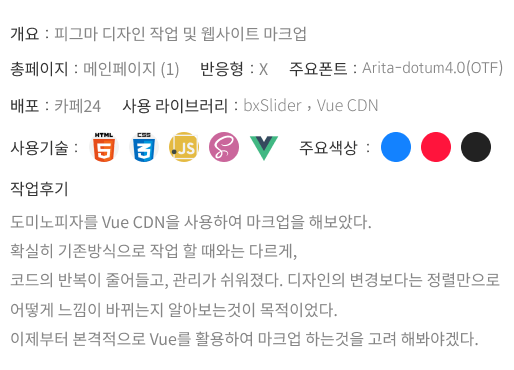 개요 : 피그마 디자인 작업 및 웹사이트 마크업
총페이지 : 메인페이지 (1) 반응형 : X 주요폰트 : Arita-dotum4.0(OTF)
배포 : 카페24 사용 라이브러리 : bxSlider , Vue CDN
사용기술 : HTML 5 CSS 3 JS 주요색상 :
작업후기
도미노피자를 Vue CDN을 사용하여 마크업을 해보았다.
확실히 기존방식으로 작업 할 때와는 다르게,
코드의 반복이 줄어들고, 관리가 쉬워졌다. 디자인의 변경보다는 정렬만으로
어떻게 느낌이 바뀌는지 알아보는것이 목적이었다.
이제부터 본격적으로 Vue를 활용하여 마크업 하는것을 고려 해봐야겠다.